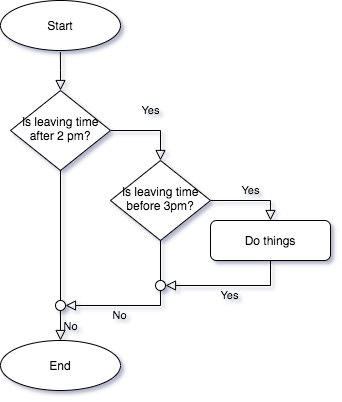 Start
Is leaving time
after 2 pm?
Yes
Is leaving time
before 3pm?
Yes
Do things
Yes
No
No
End